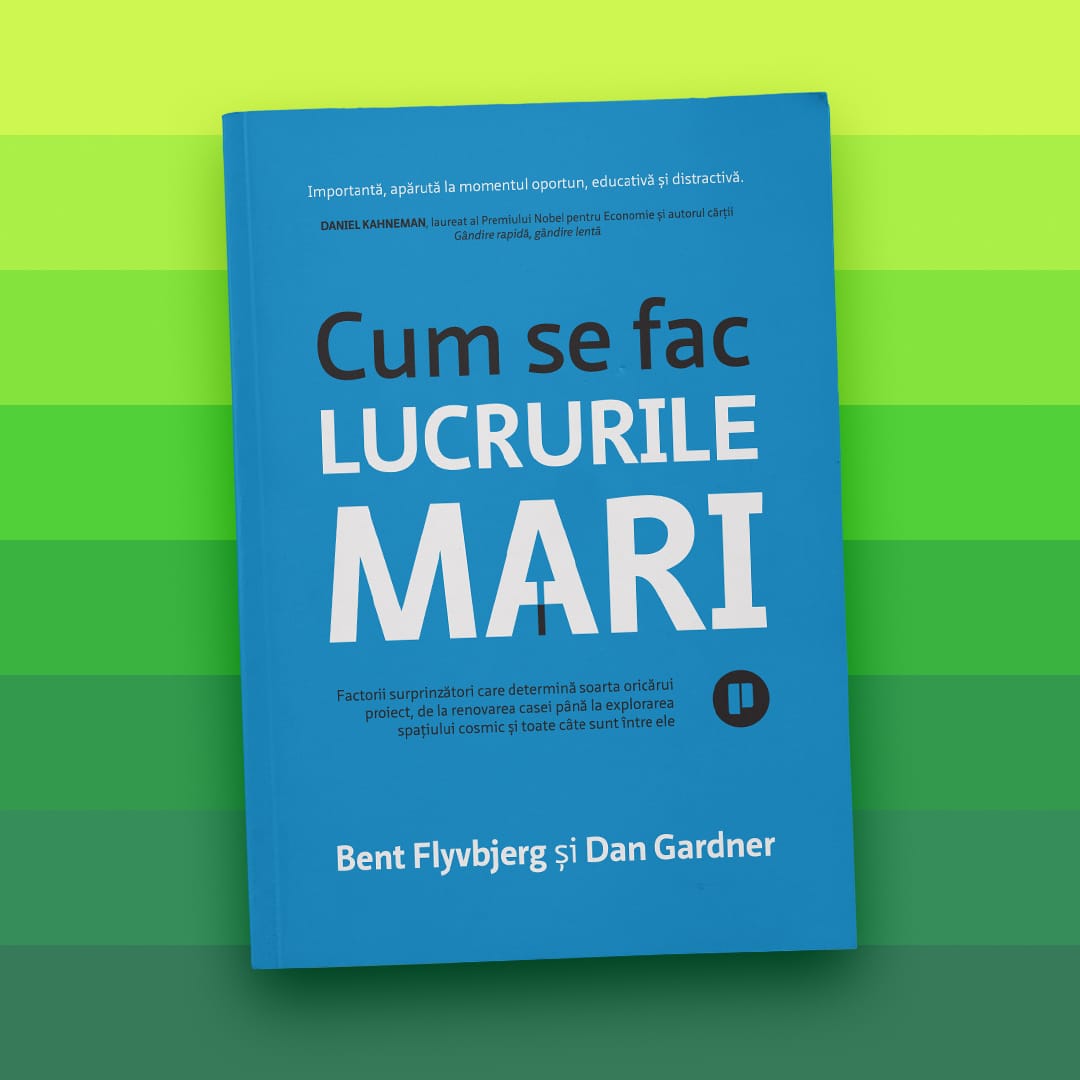 Importantă, apărută la momentul oportun, educativă și distractivă.
DANIEL KAHNEMAN, laureat al Premiului Nobel pentru Economie și autorul cărții
Gândire rapidă, gândire lentă
Cum se fac
LUCRURILE
MARI
Factorii surprinzători care determină soarta oricărui
proiect, de la renovarea casei până la explorarea
spațiului cosmic și toate câte sunt între ele
Bent Flyvbjerg și Dan Gardner